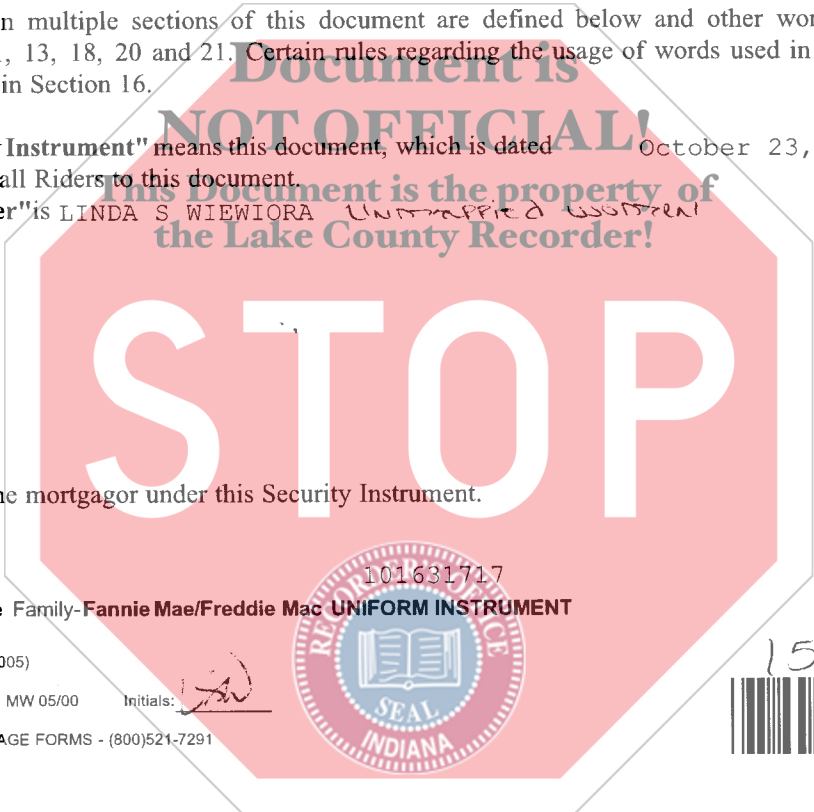 n multiple sections of this document are defined below and other wor
, 13, 18, 20 and 21. Certain rules regarding the usage of words used in
in Section 16.
Document is
NOT OFFICIAL!
Instrument" means this document, which is dated October 23,
all Riders to this document.
This Document is the property of
er" is LINDA S WIEWIORA Unmarried
the Lake County Recorder!
STOP
e mortgagor under this Security Instrument.
101631717
e Family-Fannie Mae/Freddie Mac UNIFORM INSTRUMENT
RECORDER OFFICE
005)
MW 05/00 Initials:
15
SEAL
AGE FORMS - (800)521-7291
INDIANA